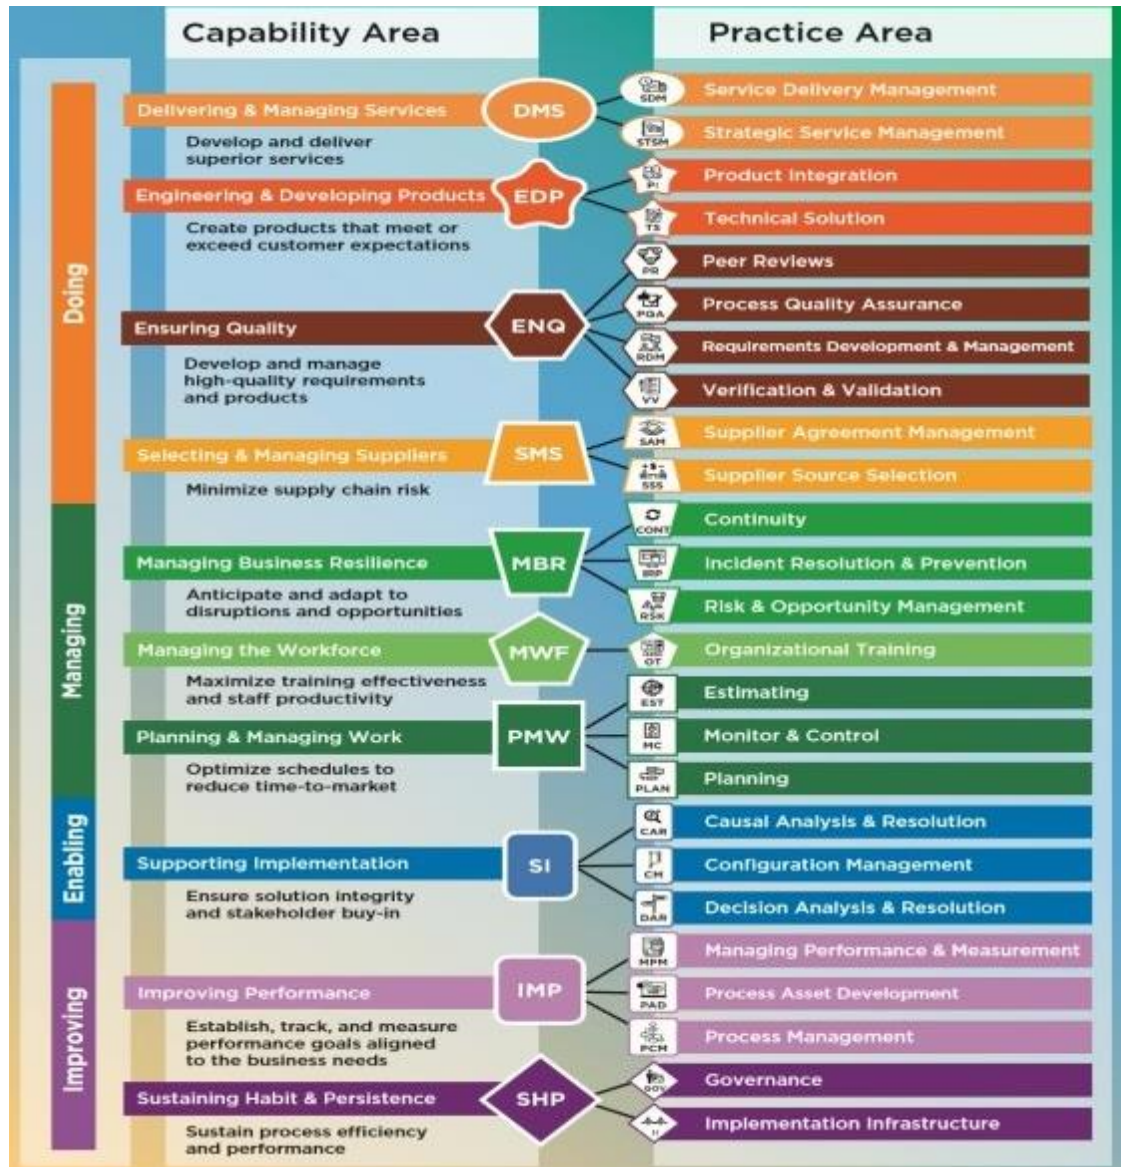 Capability Area
Practice Area
Doing
Delivering & Managing Services
DMS
Develop and deliver
superior services
SDM
Service Delivery Management
STSM
Strategic Service Management
Engineering & Developing Products
EDP
Create products that meet or
exceed customer expectations
PI
Product Integration
TS
Technical Solution
Ensuring Quality
ENQ
Develop and manage
high-quality requirements
and products
PR
Peer Reviews
PQA
Process Quality Assurance
RDM
Requirements Development & Management
VV
Verification & Validation
Selecting & Managing Suppliers
SMS
Minimize supply chain risk
SAM
Supplier Agreement Management
SSS
Supplier Source Selection
Managing
Managing Business Resilience
MBR
Anticipate and adapt to
disruptions and opportunities
CONT
Continuity
IRP
Incident Resolution & Prevention
RSK
Risk & Opportunity Management
Managing the Workforce
MWF
Maximize training effectiveness
and staff productivity
OT
Organizational Training
Planning & Managing Work
PMW
Optimize schedules to
reduce time-to-market
EST
Estimating
MC
Monitor & Control
PLAN
Planning
Enabling
Supporting Implementation
SI
Ensure solution integrity
and stakeholder buy-in
CAR
Causal Analysis & Resolution
CM
Configuration Management
DAR
Decision Analysis & Resolution
Improving
Improving Performance
IMP
Establish, track, and measure
performance goals aligned
to the business needs
MPM
Managing Performance & Measurement
PAD
Process Asset Development
PCM
Process Management
Sustaining Habit & Persistence
SHP
Sustain process efficiency
and performance
GOV
Governance
II
Implementation Infrastructure